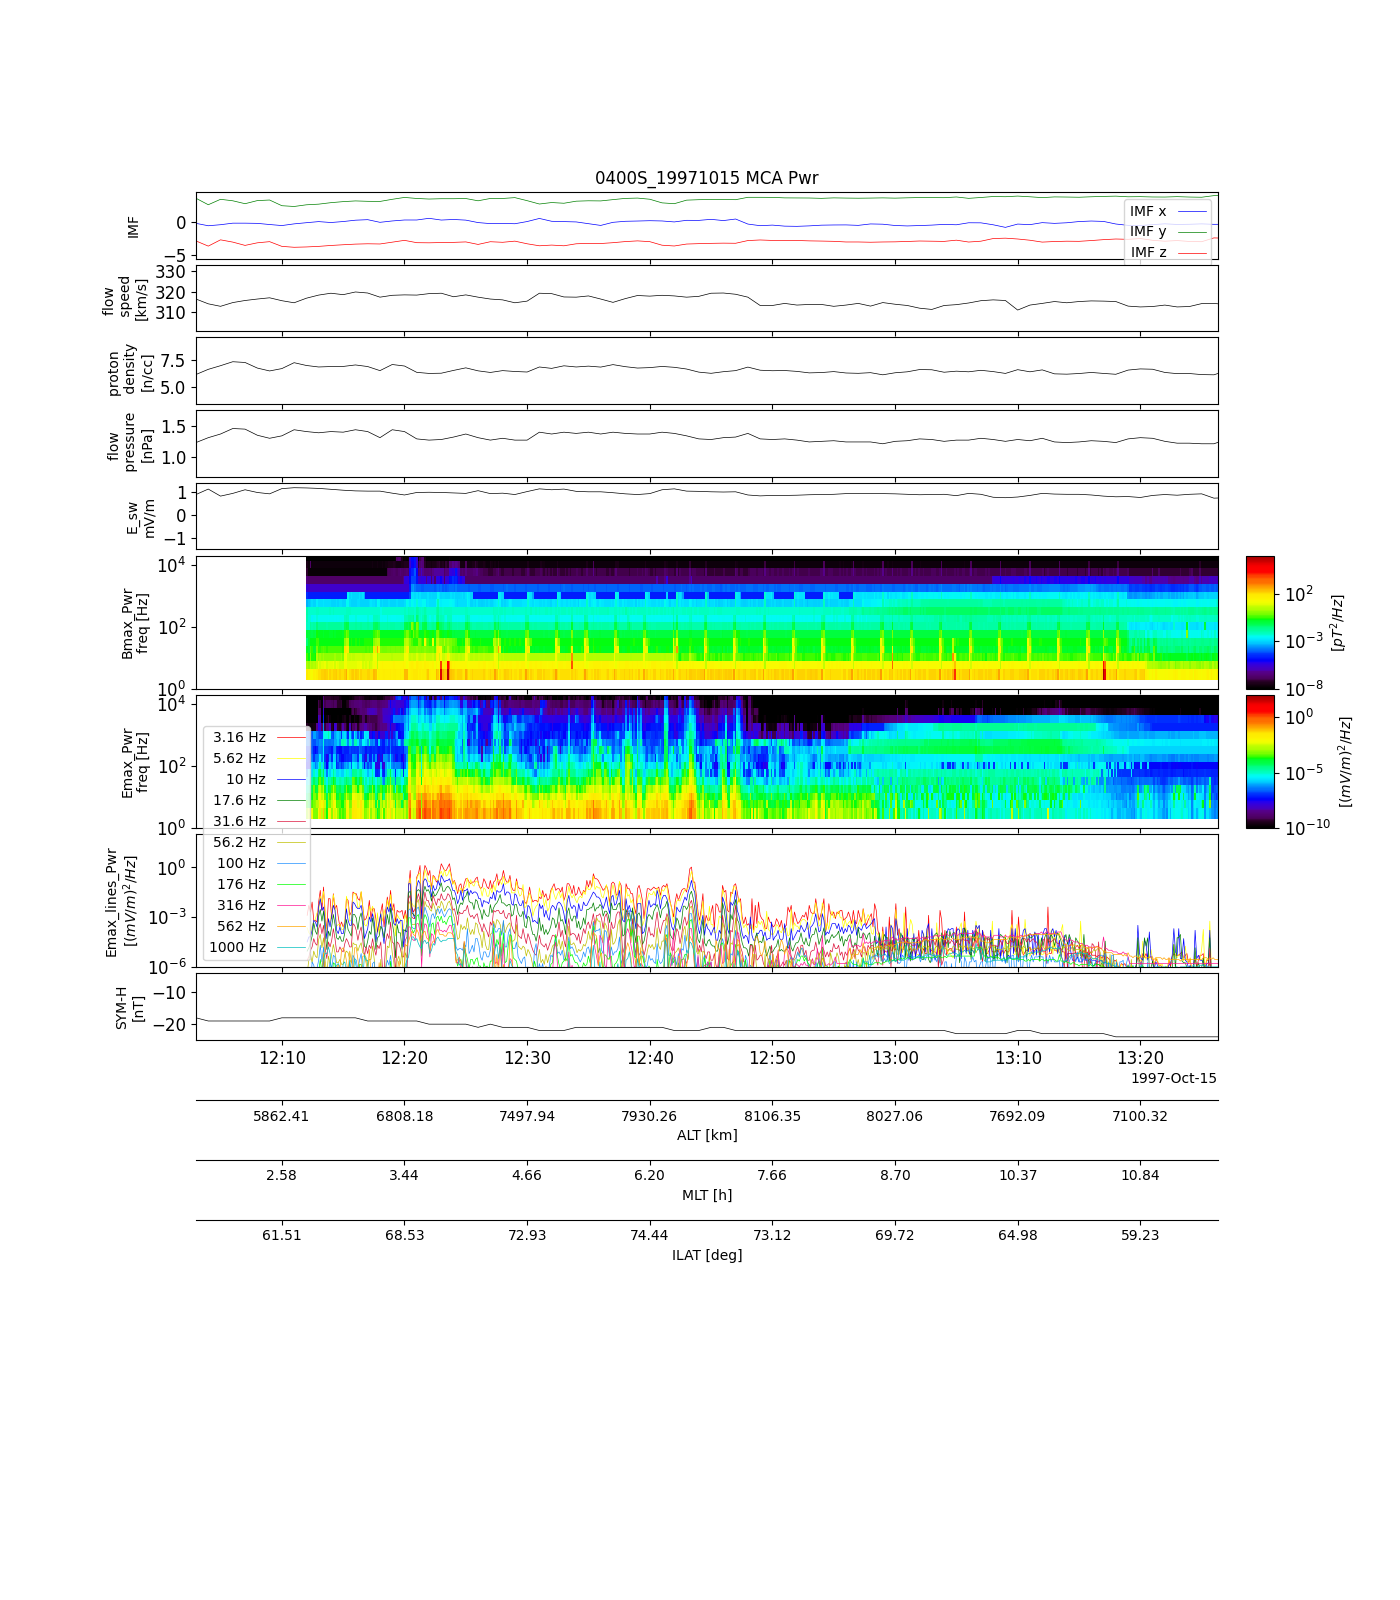 0400S_19971015 MCA Pwr
IMF
0
−5
IMF x
IMF y
IMF z
flow
speed
[km/s]
330
320
310
proton
density
[n/cc]
7.5
5.0
flow
pressure
[nPa]
1.5
1.0
E_sw
mV/m
1
0
−1
Bmax_Pwr
freq [Hz]
10^4
10^2
10^0
10^2
10^−3
10^−8
[pT^2/Hz]
Emax_Pwr
freq [Hz]
10^4
10^2
10^0
10^0
10^−5
10^−10
[(mV/m)^2/Hz]
3.16 Hz
5.62 Hz
10 Hz
17.6 Hz
31.6 Hz
56.2 Hz
100 Hz
176 Hz
316 Hz
562 Hz
1000 Hz
Emax_lines_Pwr
[(mV/m)^2/Hz]
10^0
10^−3
10^−6
SYM-H
[nT]
−10
−20
12:10 12:20 12:30 12:40 12:50 13:00 13:10 13:20
1997-Oct-15
5862.41 6808.18 7497.94 7930.26 8106.35 8027.06 7692.09 7100.32
ALT [km]
2.58 3.44 4.66 6.20 7.66 8.70 10.37 10.84
MLT [h]
61.51 68.53 72.93 74.44 73.12 69.72 64.98 59.23
ILAT [deg]